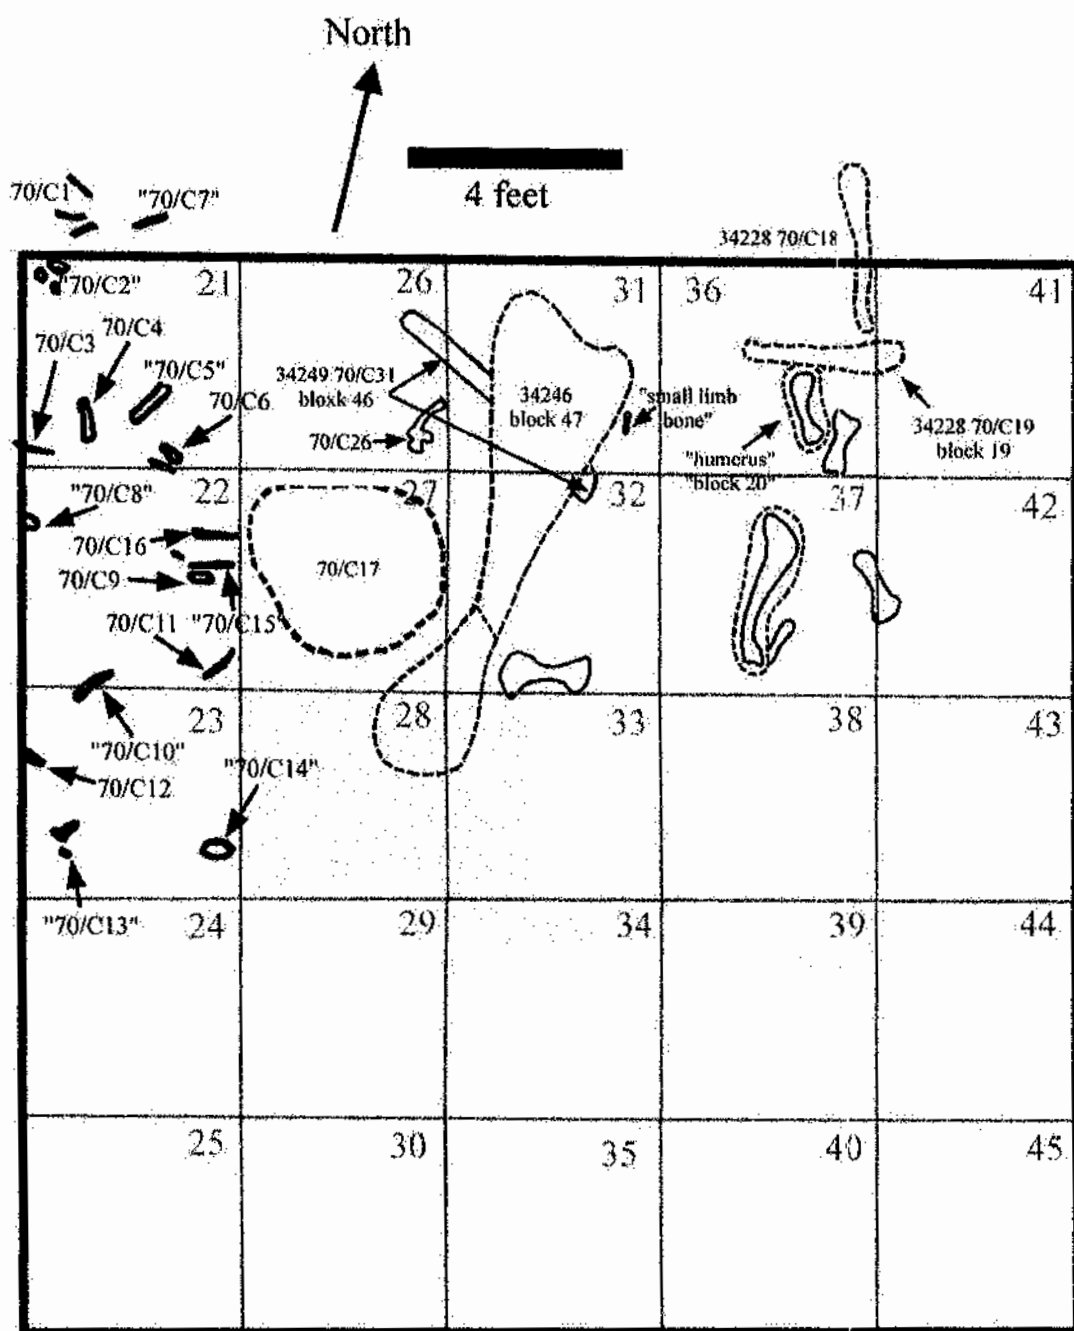 North
4 feet
70/C1
"70/C7"
34228 70/C18
"70/C2"
21
26
31
36
41
70/C3
70/C4
"70/C5"
70/C6
34249 70/C31
bloxk 46
70/C26
34246
block 47
"small limb
bone"
"humerus"
"block 20"
34228 70/C19
block 19
"70/C8"
22
27
32
37
42
70/C16
70/C9
70/C17
70/C11
"70/C15"
"70/C10"
23
28
33
38
43
70/C12
"70/C14"
"70/C13"
24
29
34
39
44
25
30
35
40
45